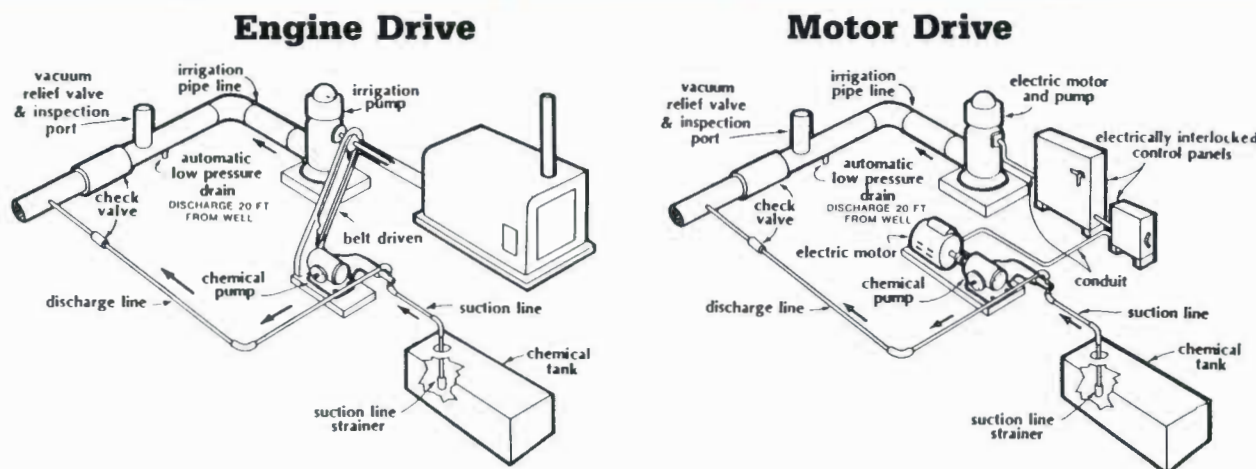 Engine Drive
vacuum
relief valve
& inspection
port
irrigation
pipe line
irrigation
pump
automatic
low pressure
drain
DISCHARGE 20 FT
FROM WELL
check
valve
belt driven
chemical
pump
discharge line
suction line
chemical
tank
suction line
strainer
Motor Drive
vacuum
relief valve
& inspection
port
irrigation
pipe line
electric motor
and pump
electrically interlocked
control panels
automatic
low pressure
drain
DISCHARGE 20 FT
FROM WELL
check
valve
electric motor
chemical
pump
conduit
discharge line
suction line
chemical
tank
suction line
strainer